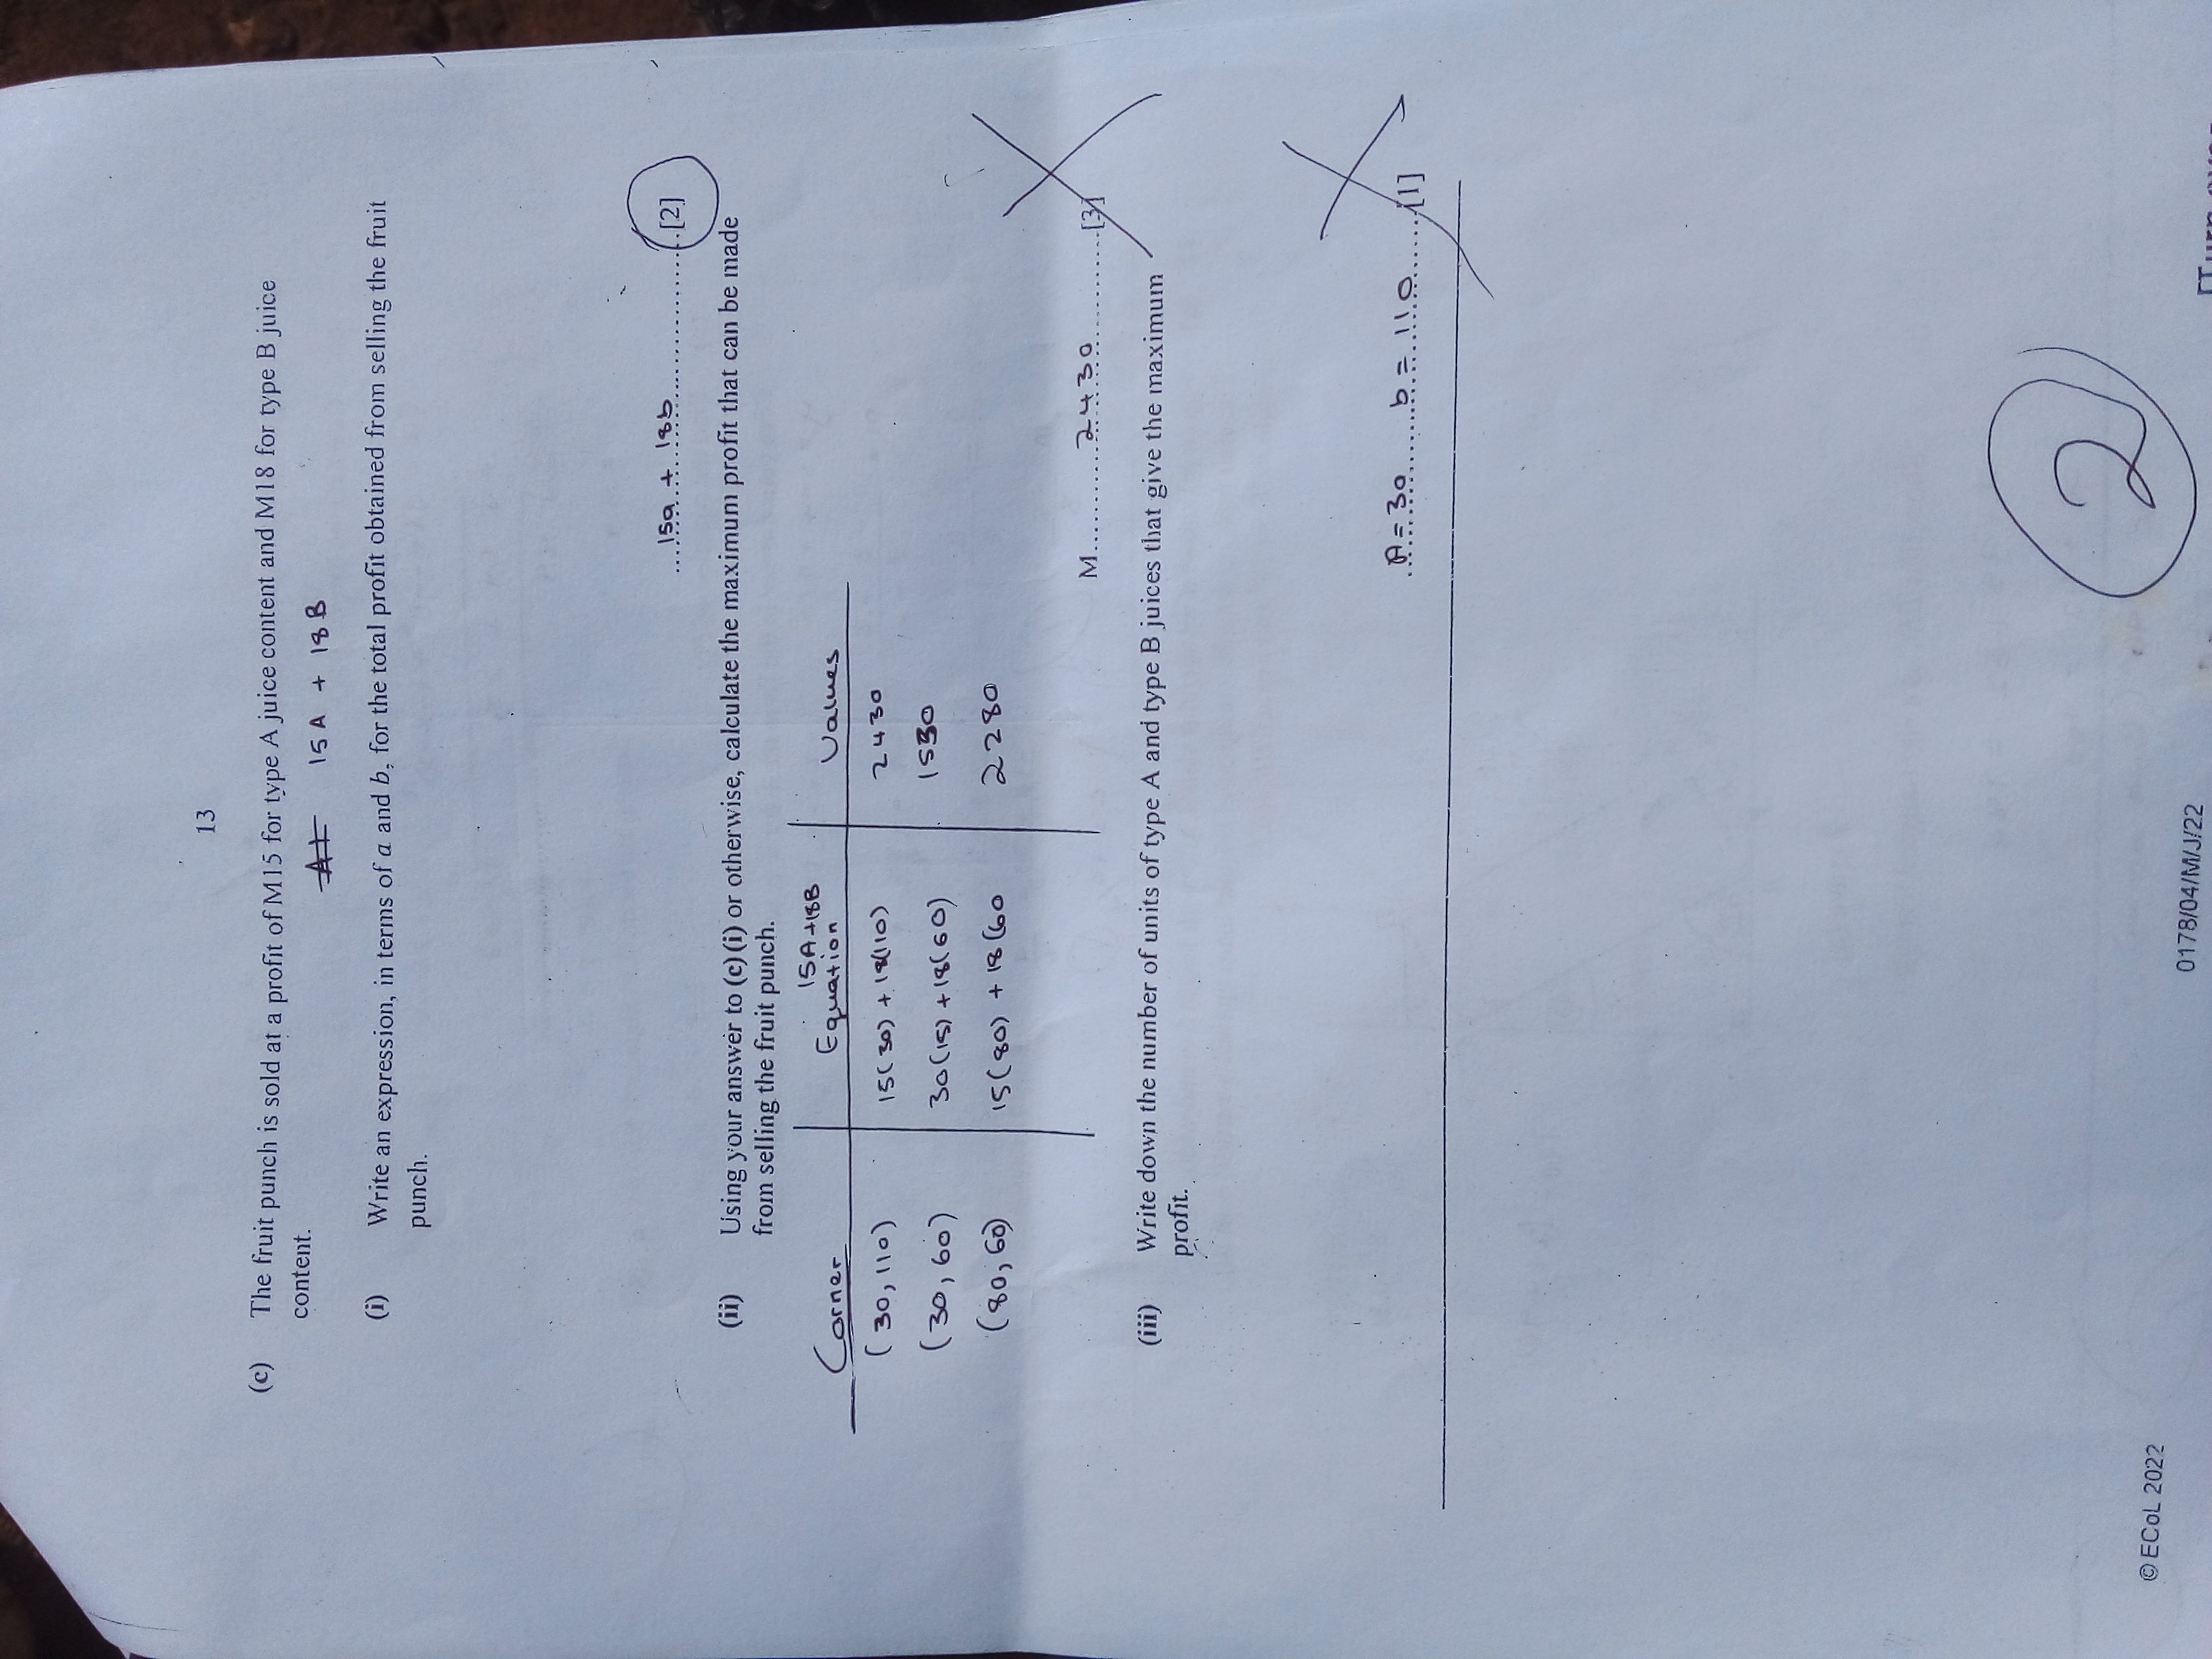 13
(c) The fruit punch is sold at a profit of M15 for type A juice content and M18 for type B juice
content.
15A + 18B
(i) Write an expression, in terms of a and b, for the total profit obtained from selling the fruit
punch.
15a + 18b [2]
(ii) Using your answer to (c)(i) or otherwise, calculate the maximum profit that can be made
from selling the fruit punch.
15A+18B
Corner Equation Values
(30,110) 15(30) + 18(110) 2430
(30,60) 30(15) + 18(60) 1530
(80,60) 15(80) + 18(60 2280
M 2430 [3]
(iii) Write down the number of units of type A and type B juices that give the maximum
profit.
A=30 b=110 [1]
2
© ECoL 2022
0178/04/M/J/22